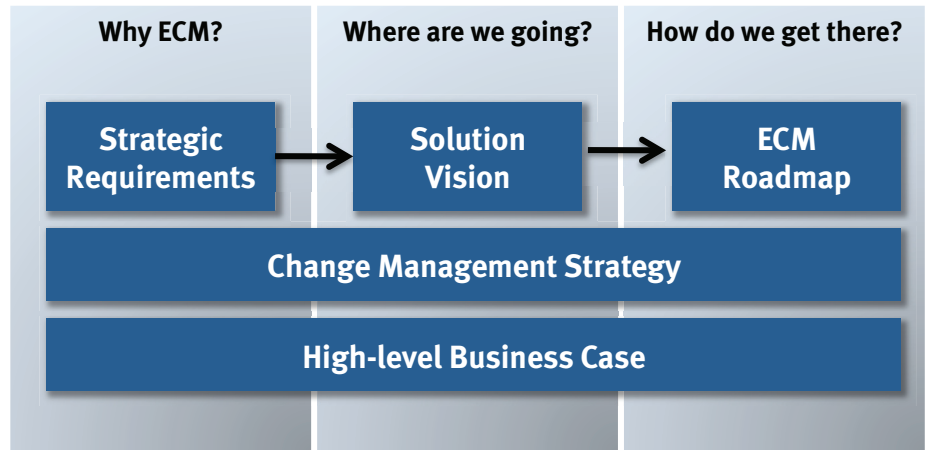 Why ECM?
Where are we going?
How do we get there?
Strategic
Requirements
Solution
Vision
ECM
Roadmap
Change Management Strategy
High-level Business Case